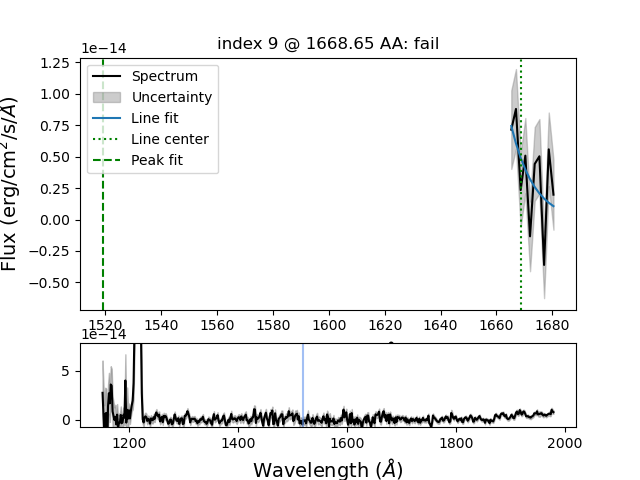 index 9 @ 1668.65 AA: fail
1e−14
1.25
1.00
0.75
0.50
0.25
0.00
−0.25
−0.50
Flux (erg/cm²/s/Å)
Spectrum
Uncertainty
Line fit
Line center
Peak fit
1520 1540 1560 1580 1600 1620 1640 1660 1680
1e−14
5
0
1200 1400 1600 1800 2000
Wavelength (Å)